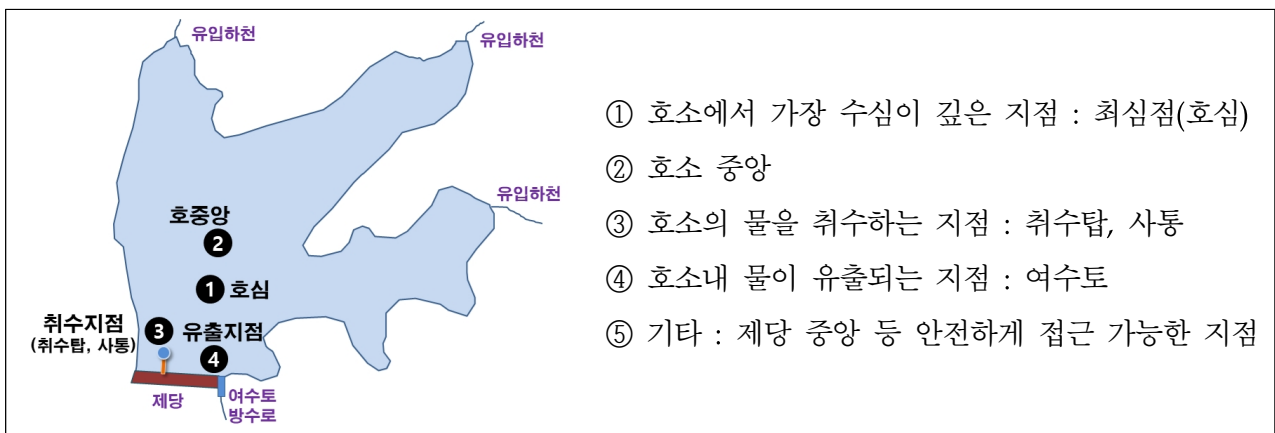 유입하천
유입하천
유입하천
호중앙
❷
❶ 호심
취수지점
(취수탑, 사통)
❸ 유출지점
❹
제당
여수토
방수로
① 호소에서 가장 수심이 깊은 지점 : 최심점(호심)
② 호소 중앙
③ 호소의 물을 취수하는 지점 : 취수탑, 사통
④ 호소내 물이 유출되는 지점 : 여수토
⑤ 기타 : 제당 중앙 등 안전하게 접근 가능한 지점